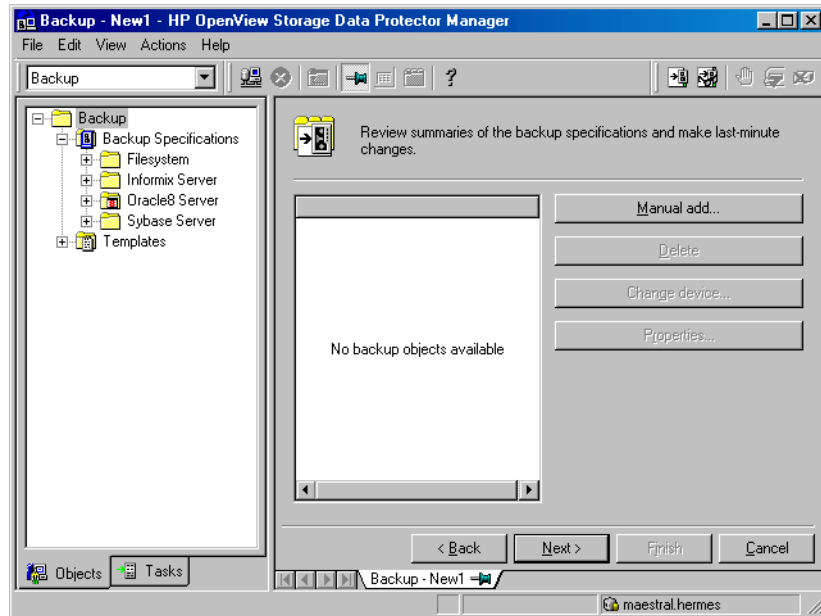 Backup - New1 - HP OpenView Storage Data Protector Manager
File Edit View Actions Help
Backup
Backup
Backup Specifications
Filesystem
Informix Server
Oracle8 Server
Sybase Server
Templates
Review summaries of the backup specifications and make last-minute
changes.
No backup objects available
Manual add...
Delete
Change device...
Properties...
< Back Next > Finish Cancel
Objects Tasks
Backup - New1
maestral.hermes